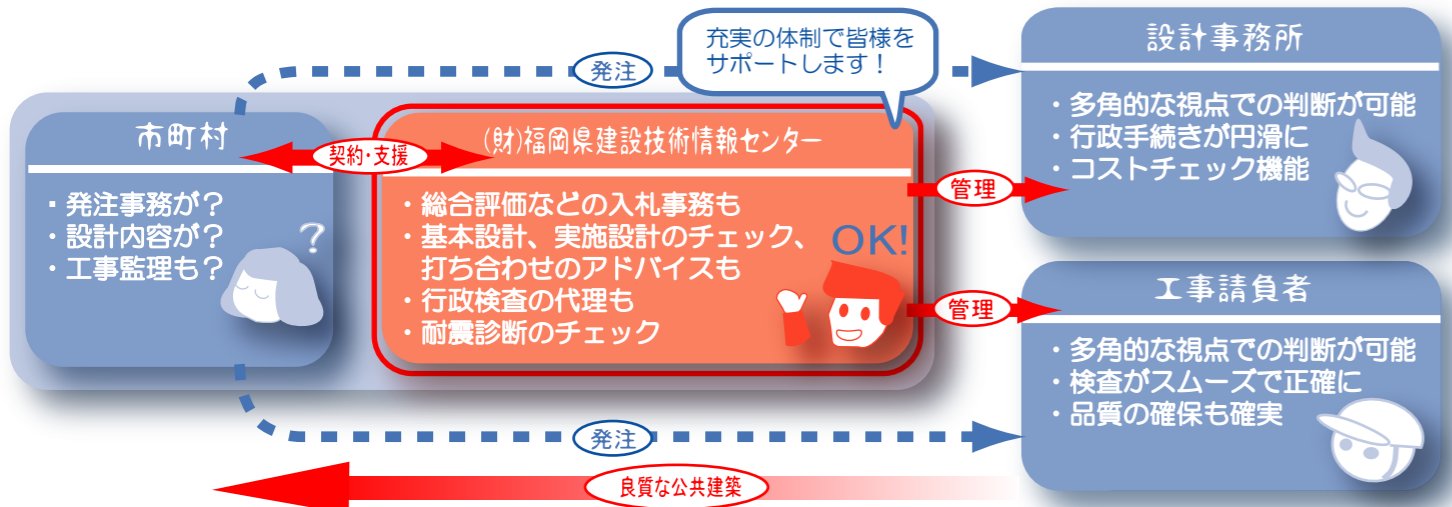 充実の体制で皆様を
サポートします！
発注
市町村
・発注事務が？
・設計内容が？
・工事監理も？
?
契約・支援
(財)福岡県建設技術情報センター
・総合評価などの入札事務も
・基本設計、実施設計のチェック、
打ち合わせのアドバイスも
・行政検査の代理も
・耐震診断のチェック
OK!
管理
管理
設計事務所
・多角的な視点での判断が可能
・行政手続きが円滑に
・コストチェック機能
工事請負者
・多角的な視点での判断が可能
・検査がスムーズで正確に
・品質の確保も確実
発注
良質な公共建築